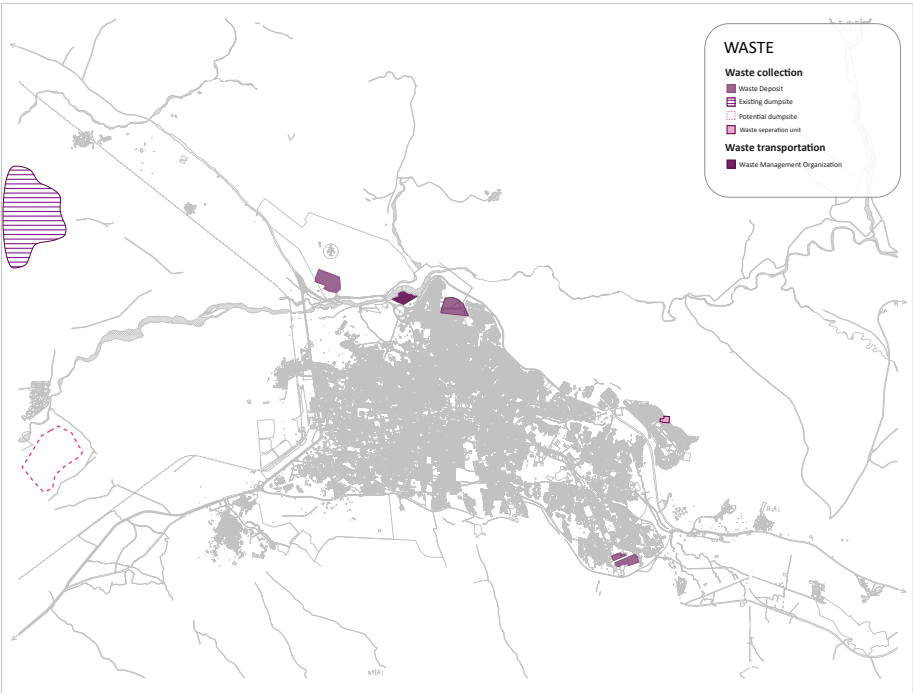 WASTE
Waste collection
Waste Deposit
Existing dumpsite
Potential dumpsite
Waste seperation unit
Waste transportation
Waste Management Organization